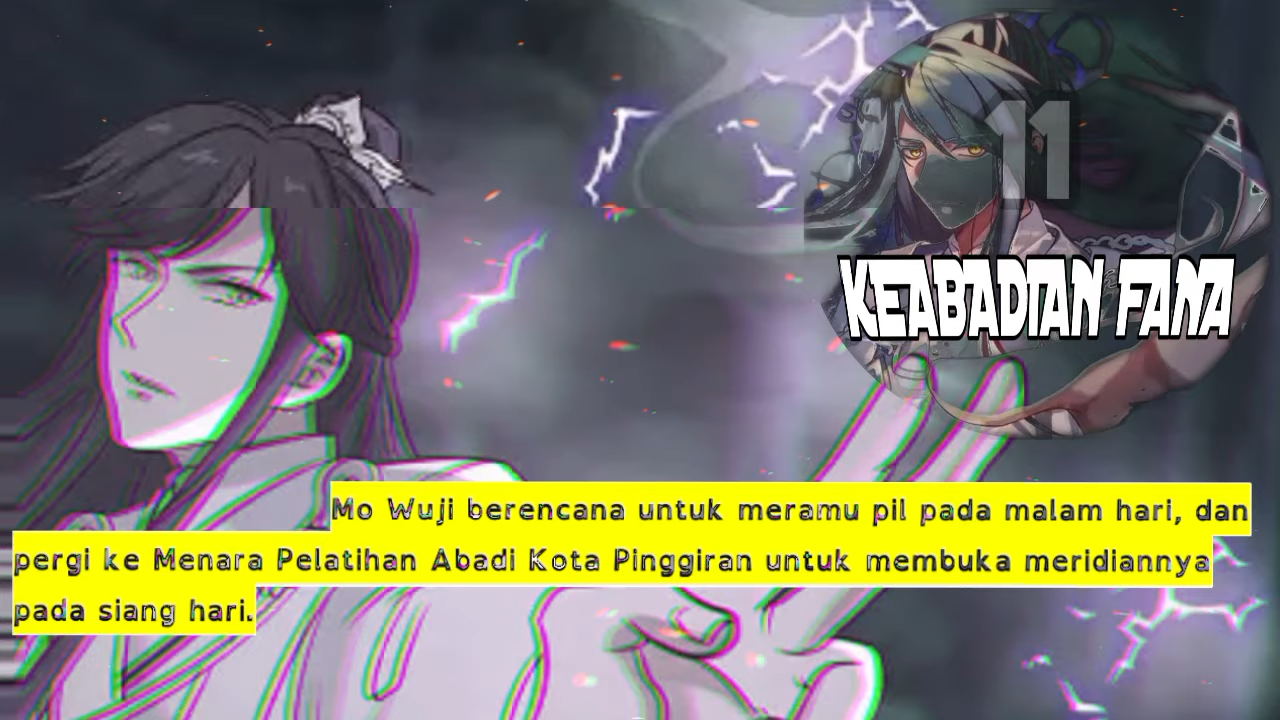 11
KEABADIAN FANA
Mo Wuji berencana untuk meramu pil pada malam hari, dan
pergi ke Menara Pelatihan Abadi Kota Pinggiran untuk membuka meridiannya
pada siang hari.